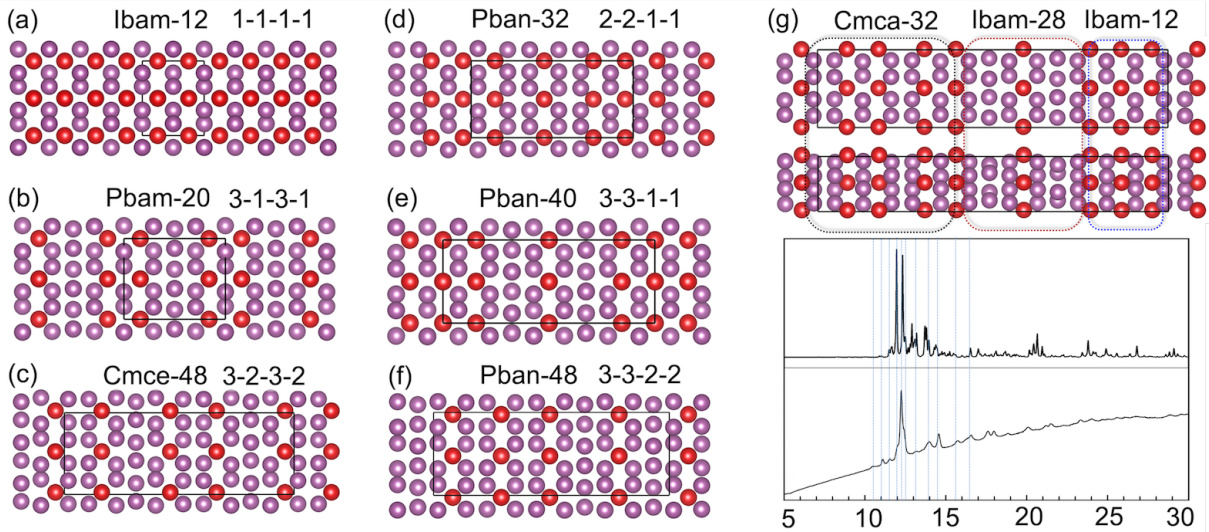 (a) Ibam-12 1-1-1-1
(b) Pbam-20 3-1-3-1
(c) Cmce-48 3-2-3-2
(d) Pban-32 2-2-1-1
(e) Pban-40 3-3-1-1
(f) Pban-48 3-3-2-2
(g) Cmca-32 Ibam-28 Ibam-12
5 10 15 20 25 30